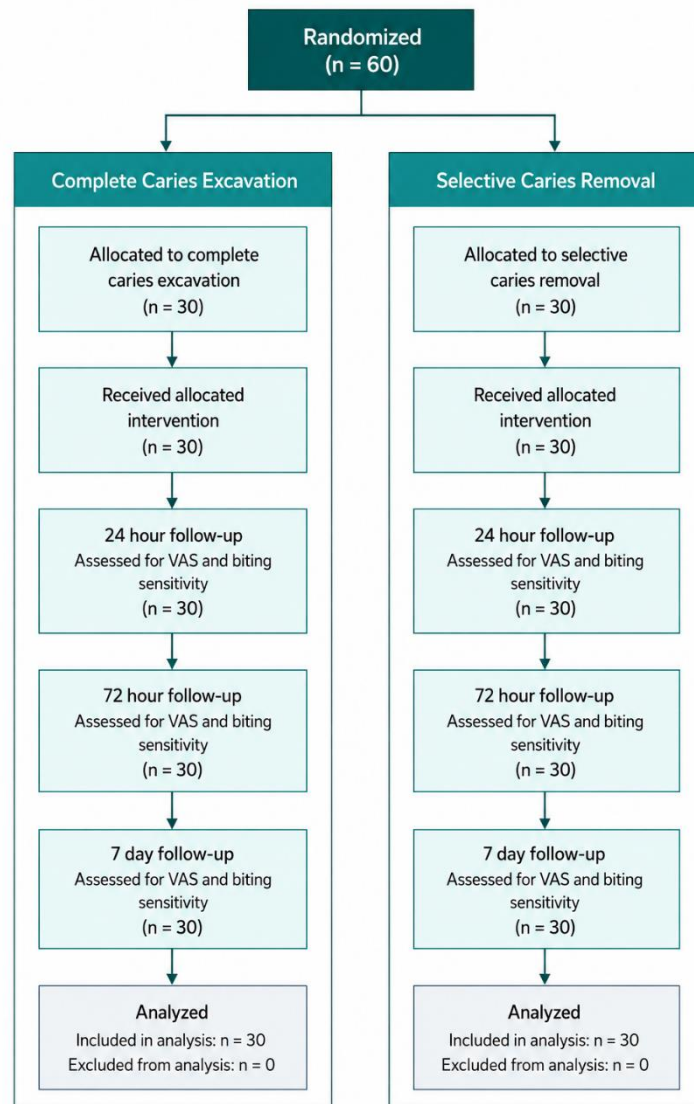 Randomized
(n = 60)
Complete Caries Excavation
Allocated to complete
caries excavation
(n = 30)
Received allocated
intervention
(n = 30)
24 hour follow-up
Assessed for VAS and biting
sensitivity
(n = 30)
72 hour follow-up
Assessed for VAS and biting
sensitivity
(n = 30)
7 day follow-up
Assessed for VAS and biting
sensitivity
(n = 30)
Analyzed
Included in analysis: n = 30
Excluded from analysis: n = 0
Selective Caries Removal
Allocated to selective
caries removal
(n = 30)
Received allocated
intervention
(n = 30)
24 hour follow-up
Assessed for VAS and biting
sensitivity
(n = 30)
72 hour follow-up
Assessed for VAS and biting
sensitivity
(n = 30)
7 day follow-up
Assessed for VAS and biting
sensitivity
(n = 30)
Analyzed
Included in analysis: n = 30
Excluded from analysis: n = 0